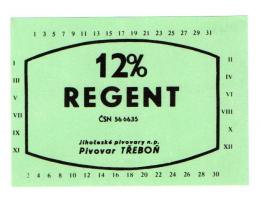 1 3 5 7 9 11 13 15 17 19 21 23 25 27 29 31
I II
III IV
V VI
VII VIII
IX X
XI XII
12%
REGENT
ČSN 56 6635
Jihočeské pivovary n.p.
Pivovar TŘEBOŇ
2 4 6 8 10 12 14 16 18 20 22 24 26 28 30